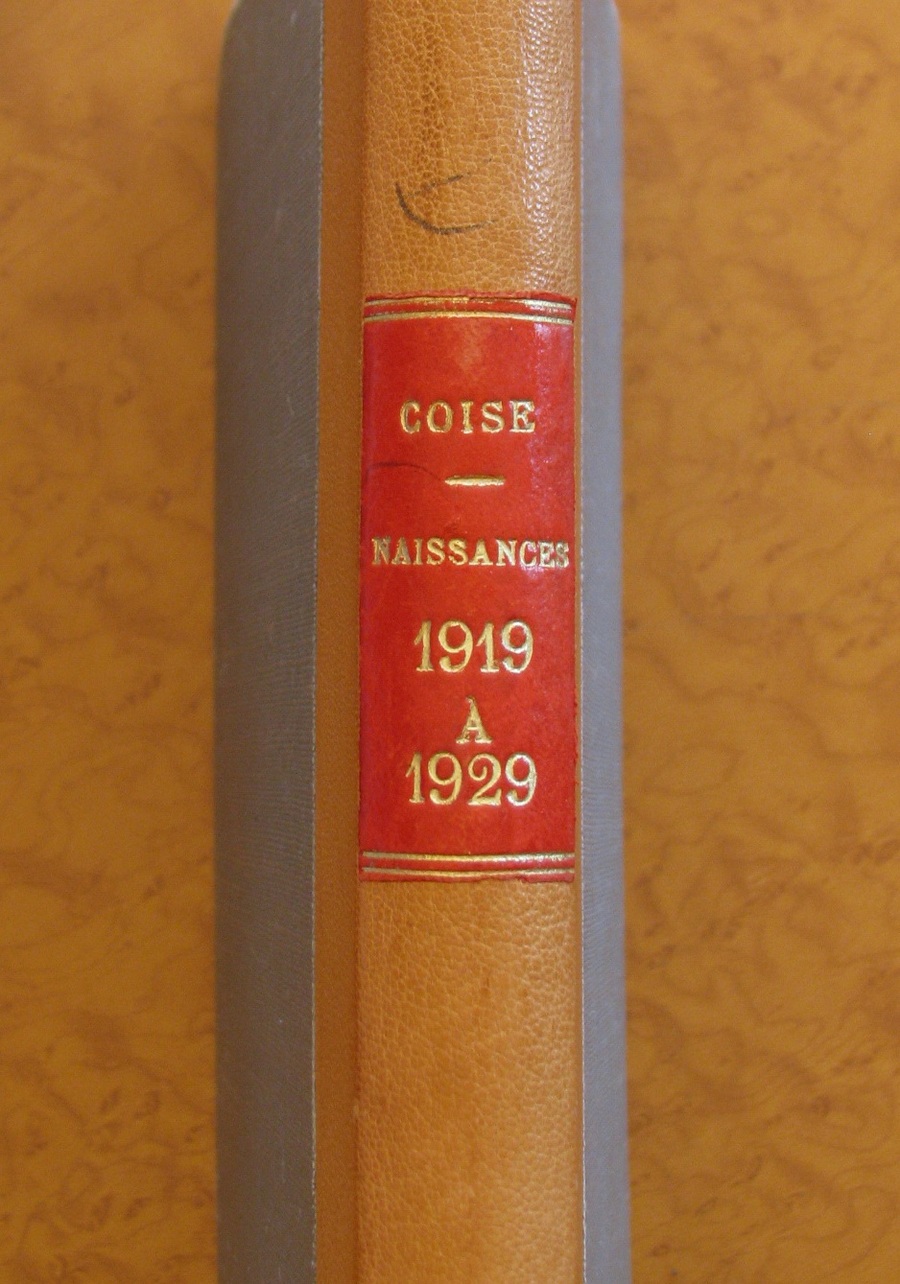 COISE
NAISSANCES
1919
A
1929